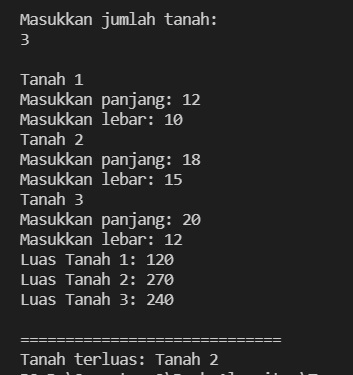 Masukkan jumlah tanah:
3
Tanah 1
Masukkan panjang: 12
Masukkan lebar: 10
Tanah 2
Masukkan panjang: 18
Masukkan lebar: 15
Tanah 3
Masukkan panjang: 20
Masukkan lebar: 12
Luas Tanah 1: 120
Luas Tanah 2: 270
Luas Tanah 3: 240
=============================
Tanah terluas: Tanah 2